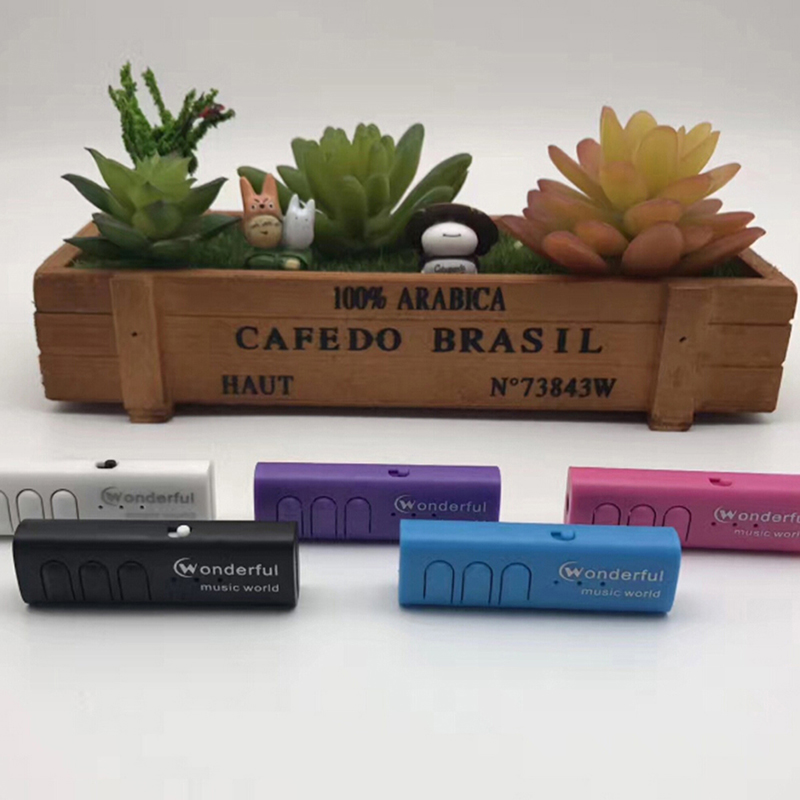 100% ARABICA
CAFEDO BRASIL
HAUT N°73843W
Wonderful
Wonderful
Wonderful
music world
Wonderful
music world
Wonderful
music world